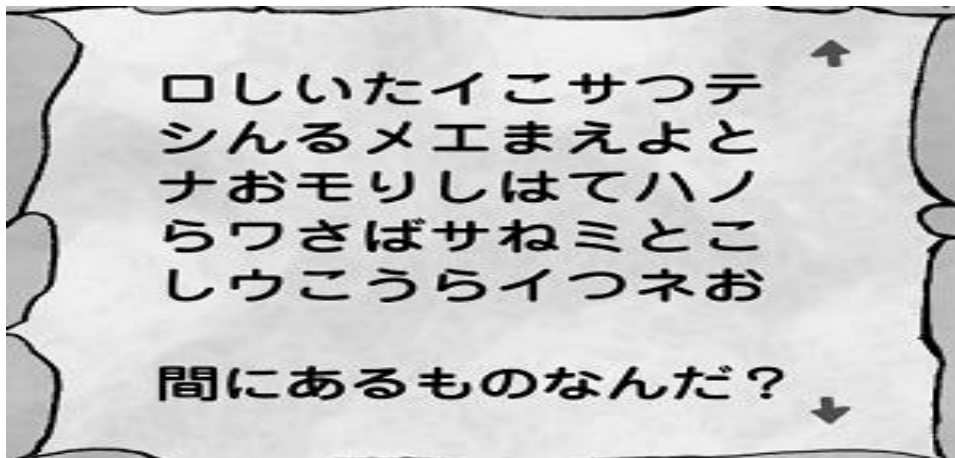 ロしいたイこサつテ
シんるメエまえよと
ナおモりしはてハノ
らワさばサねミとこ
しウこうらイつネお
間にあるものなんだ？